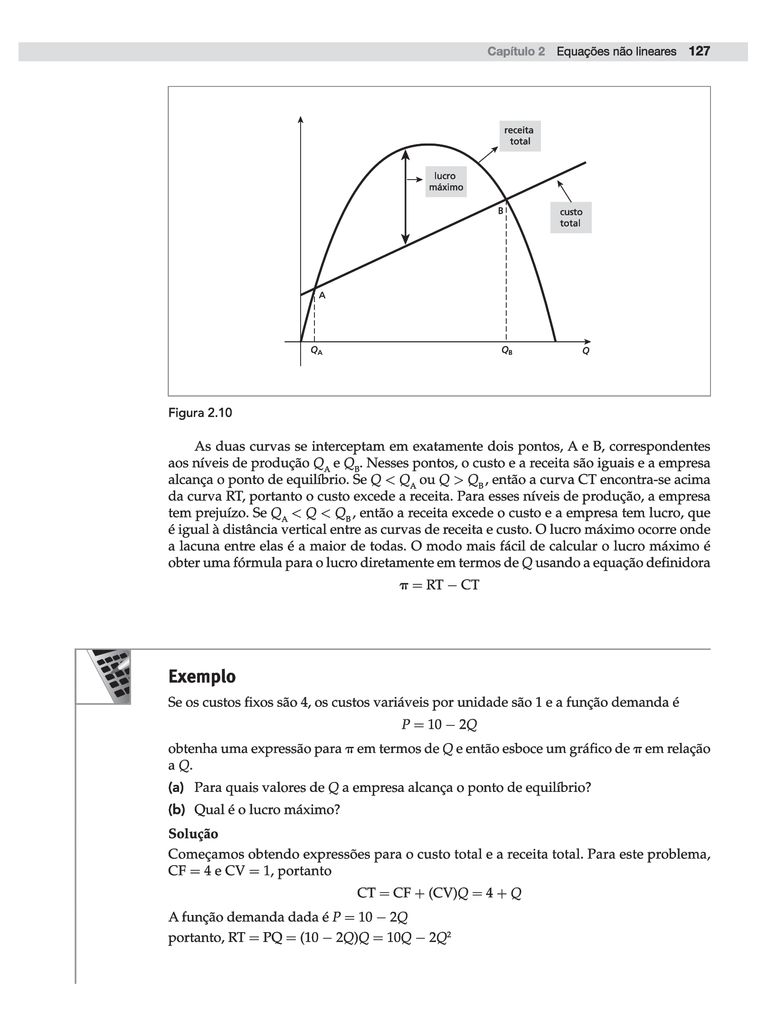 Capítulo 2 Equações não lineares 127
receita
total
lucro
máximo
B
custo
total
A
Q_A
Q_B
Q
Figura 2.10
As duas curvas se interceptam em exatamente dois pontos, A e B, correspondentes
aos níveis de produção Q_A e Q_B. Nesses pontos, o custo e a receita são iguais e a empresa
alcança o ponto de equilíbrio. Se Q < Q_A ou Q > Q_B, então a curva CT encontra-se acima
da curva RT, portanto o custo excede a receita. Para esses níveis de produção, a empresa
tem prejuízo. Se Q_A < Q < Q_B, então a receita excede o custo e a empresa tem lucro, que
é igual à distância vertical entre as curvas de receita e custo. O lucro máximo ocorre onde
a lacuna entre elas é a maior de todas. O modo mais fácil de calcular o lucro máximo é
obter uma fórmula para o lucro diretamente em termos de Q usando a equação definidora
π = RT − CT
Exemplo
Se os custos fixos são 4, os custos variáveis por unidade são 1 e a função demanda é
P = 10 − 2Q
obtenha uma expressão para π em termos de Q e então esboce um gráfico de π em relação
a Q.
(a) Para quais valores de Q a empresa alcança o ponto de equilíbrio?
(b) Qual é o lucro máximo?
Solução
Começamos obtendo expressões para o custo total e a receita total. Para este problema,
CF = 4 e CV = 1, portanto
CT = CF + (CV)Q = 4 + Q
A função demanda dada é P = 10 − 2Q
portanto, RT = PQ = (10 − 2Q)Q = 10Q − 2Q²